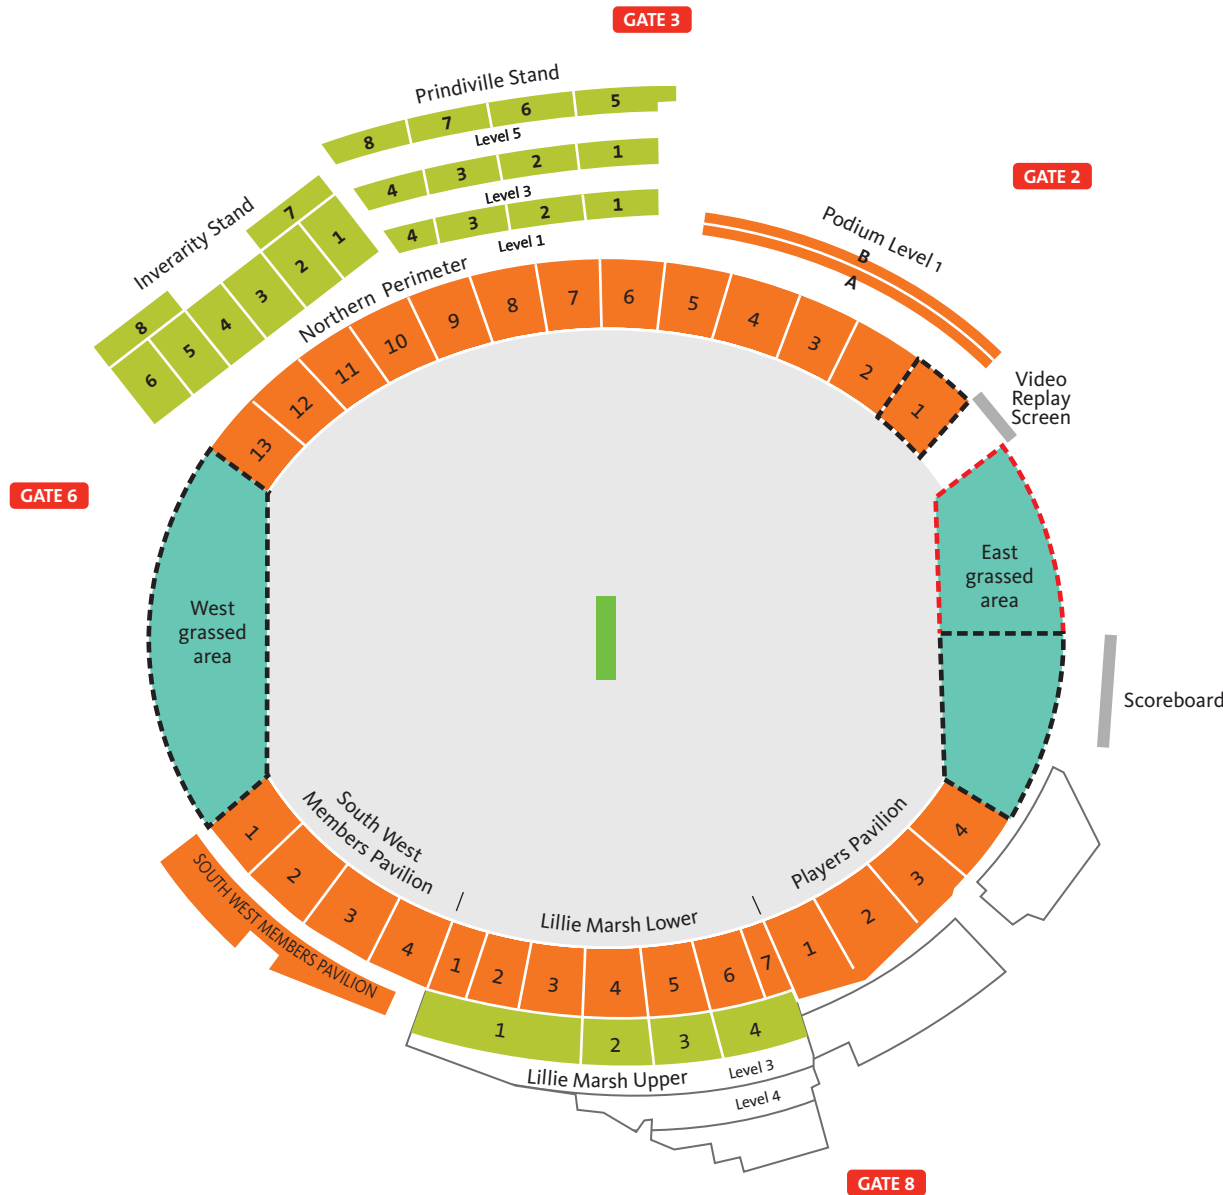 GATE 3
Prindiville Stand
8 7 6 5
Level 5
4 3 2 1
Level 3
4 3 2 1
Level 1
GATE 2
Podium Level 1
B
A
Inverarity Stand
7
8
1
2
3
4
5
6
Northern Perimeter
13 12 11 10 9 8 7 6 5 4 3 2 1
Video
Replay
Screen
GATE 6
West
grassed
area
East
grassed
area
Scoreboard
South West
Members Pavilion
1 2 3 4
SOUTH WEST MEMBERS PAVILION
Lillie Marsh Lower
1 2 3 4 5 6 7
Players Pavilion
1 2 3 4
1 2 3 4
Lillie Marsh Upper
Level 3
Level 4
GATE 8